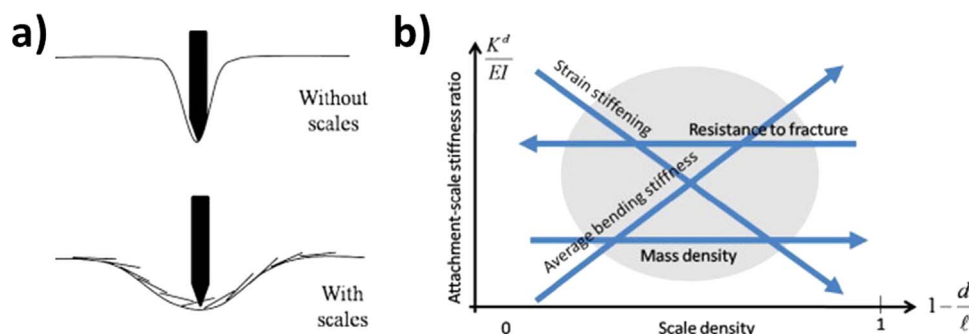 a)
Without
scales
With
scales
b)
Attachment-scale stiffness ratio
K^d
EI
Strain stiffening
Resistance to fracture
Average bending stiffness
Mass density
0
Scale density
1
1 - d
ℓ